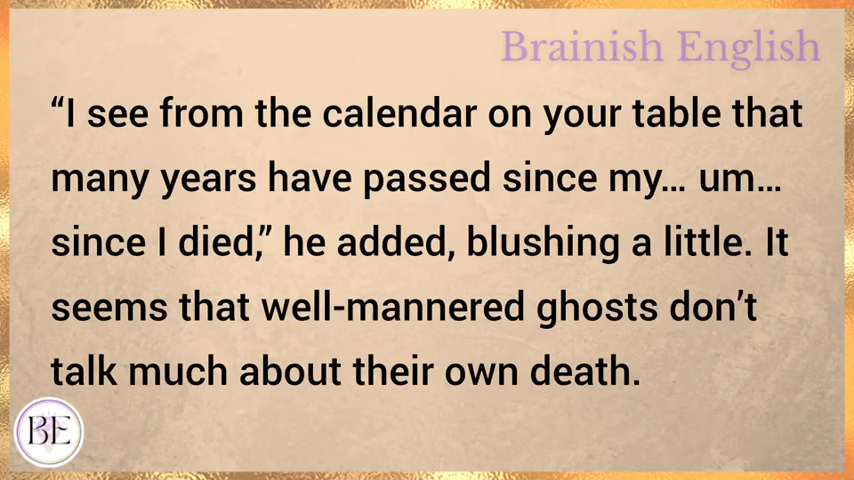 Brainish English
“I see from the calendar on your table that
many years have passed since my... um...
since I died,” he added, blushing a little. It
seems that well-mannered ghosts don’t
talk much about their own death.
BE